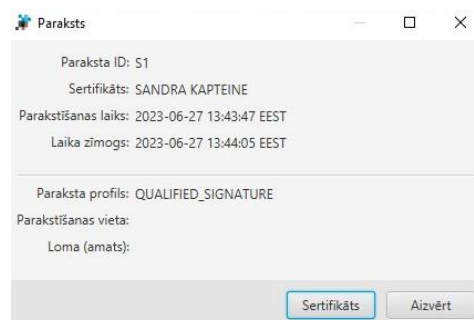 Paraksts
Paraksta ID: S1
Sertifikāts: SANDRA KAPTEINE
Parakstīšanas laiks: 2023-06-27 13:43:47 EEST
Laika zīmogs: 2023-06-27 13:44:05 EEST
Paraksta profils: QUALIFIED_SIGNATURE
Parakstīšanas vieta:
Loma (amats):
Sertifikāts Aizvērt